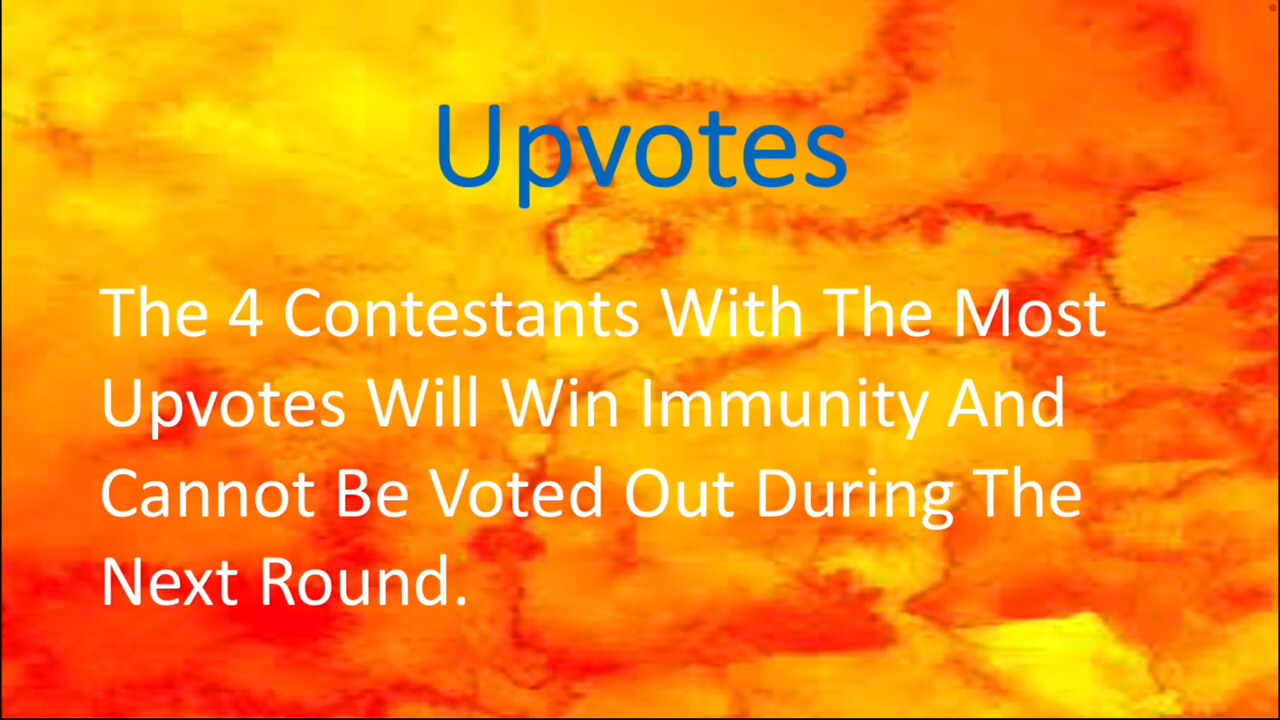 Upvotes
The 4 Contestants With The Most
Upvotes Will Win Immunity And
Cannot Be Voted Out During The
Next Round.